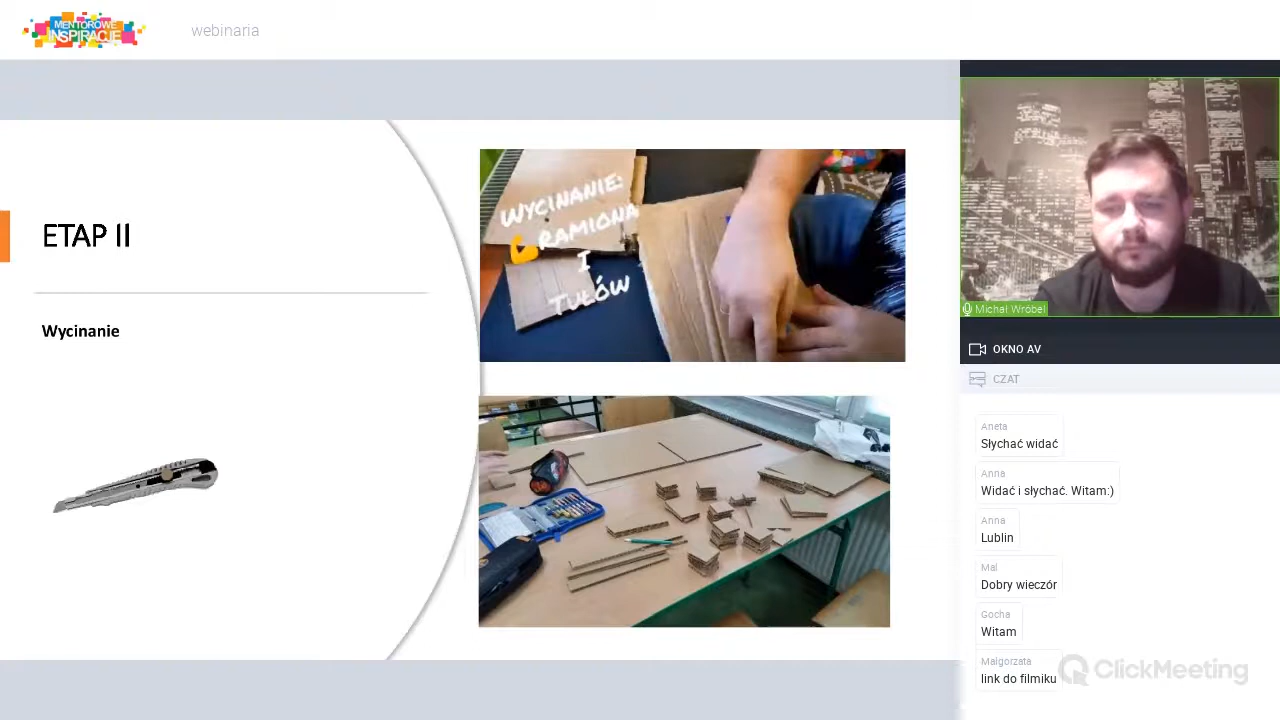 MENTOROWE
INSPIRACJE
webinaria
ETAP II
Wycinanie
WYCINANIE:
RAMIONA
I
TUŁÓW
Michał Wróbel
OKNO AV
CZAT
Aneta
Słychać widać
Anna
Widać i słychać. Witam:)
Anna
Lublin
Mal
Dobry wieczór
Gocha
Witam
Małgorzata
link do filmiku
ClickMeeting